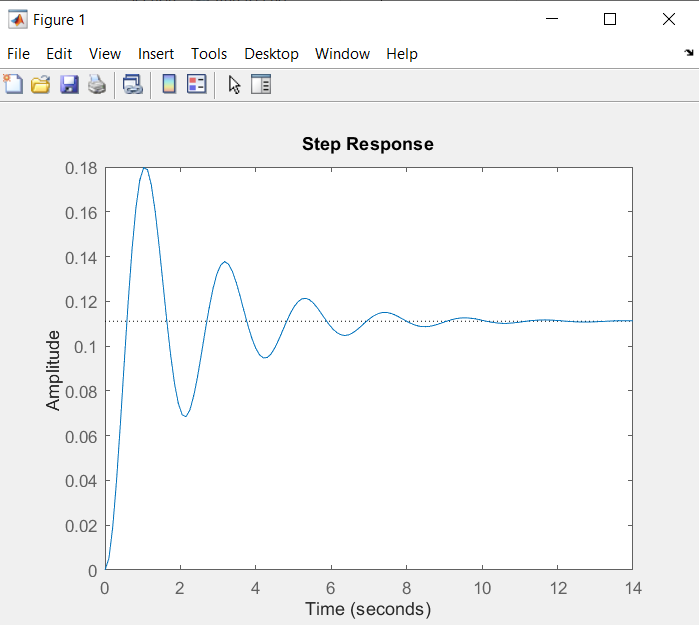 Figure 1
File Edit View Insert Tools Desktop Window Help
Step Response
0.18
0.16
0.14
0.12
0.1
0.08
0.06
0.04
0.02
0
Amplitude
0 2 4 6 8 10 12 14
Time (seconds)